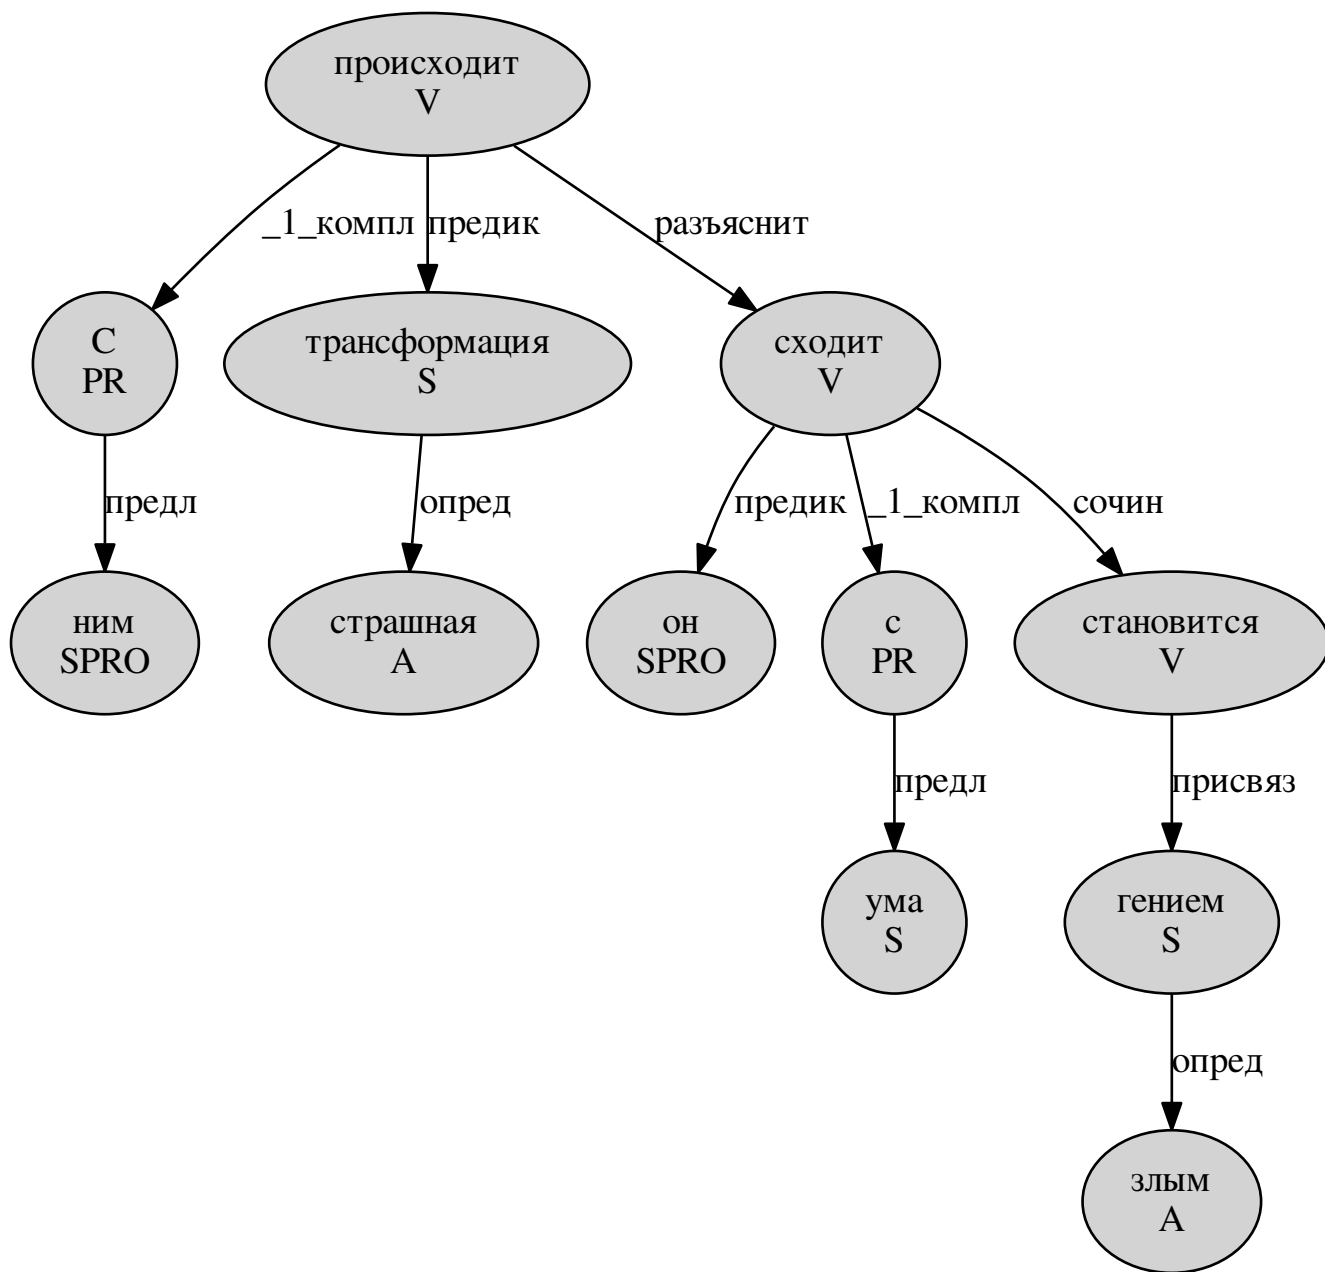 происходит
V
_1_компл
предик
разъяснит
С
PR
трансформация
S
сходит
V
предл
опред
предик
_1_компл
сочин
ним
SPRO
страшная
A
он
SPRO
с
PR
становится
V
предл
присвяз
ума
S
гением
S
опред
злым
A